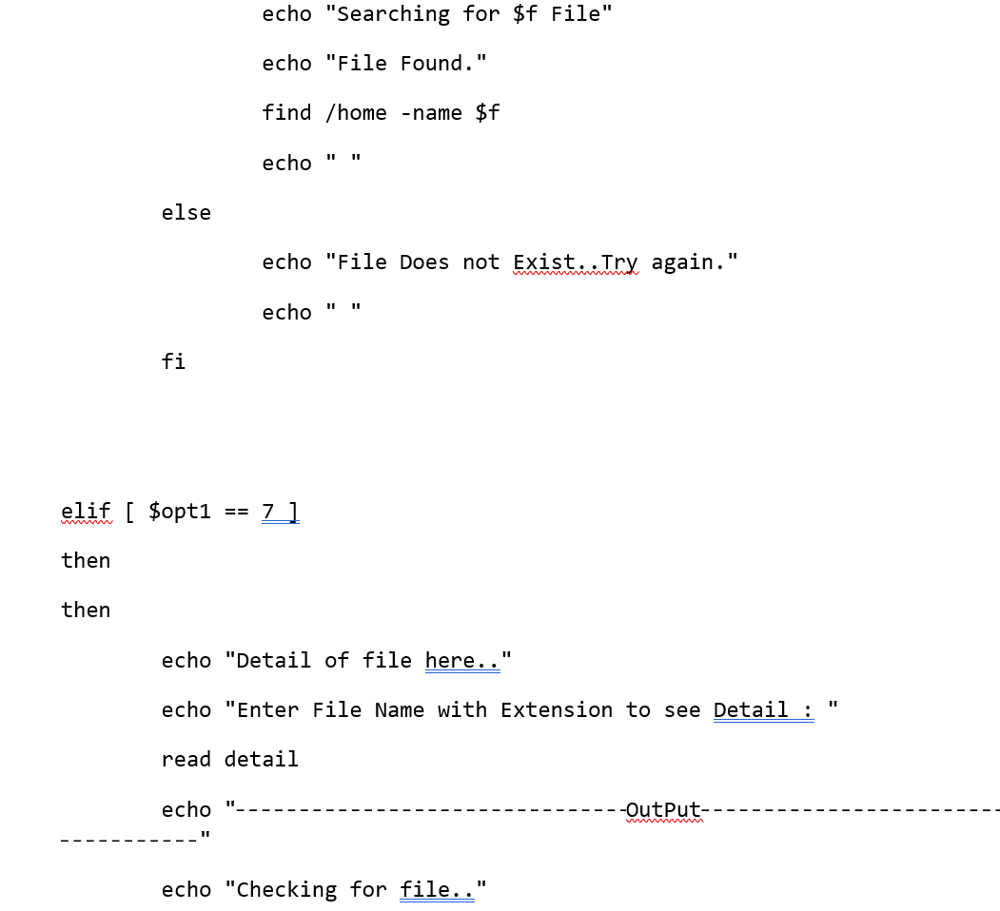 echo "Searching for $f File"
echo "File Found."
find /home -name $f
echo " "
else
echo "File Does not Exist..Try again."
echo " "
fi
elif [ $opt1 == 7 ]
then
then
echo "Detail of file here.."
echo "Enter File Name with Extension to see Detail : "
read detail
echo "-------------------------------OutPut------------------------
-----------"
echo "Checking for file.."